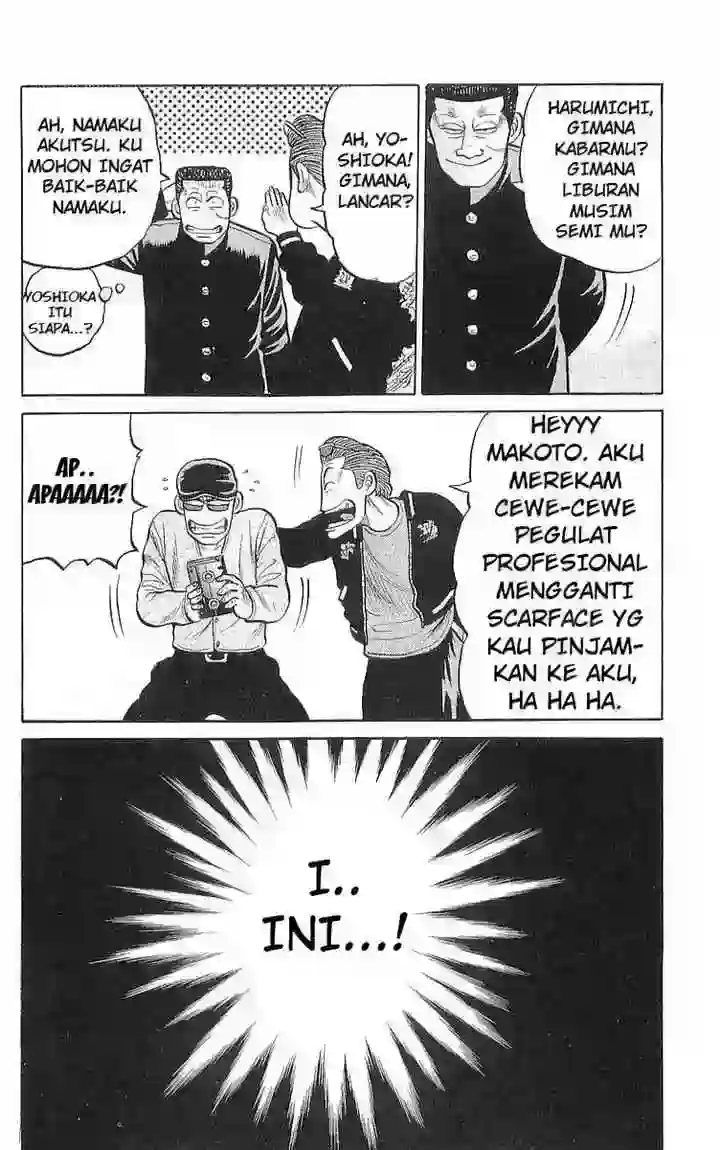 HARUMICHI,
GIMANA
KABARMU?
GIMANA
LIBURAN
MUSIM
SEMI MU?
AH, YO-
SHIOKA!
GIMANA,
LANCAR?
AH, NAMAKU
AKUTSU. KU
MOHON INGAT
BAIK-BAIK
NAMAKU.
YOSHIOKA
ITU
SIAPA...?
HEYYY
MAKOTO. AKU
MEREKAM
CEWE-CEWE
PEGULAT
PROFESIONAL
MENGGANTI
SCARFACE YG
KAU PINJAM-
KAN KE AKU,
HA HA HA.
AP..
APAAAAA?!
I..
INI...!